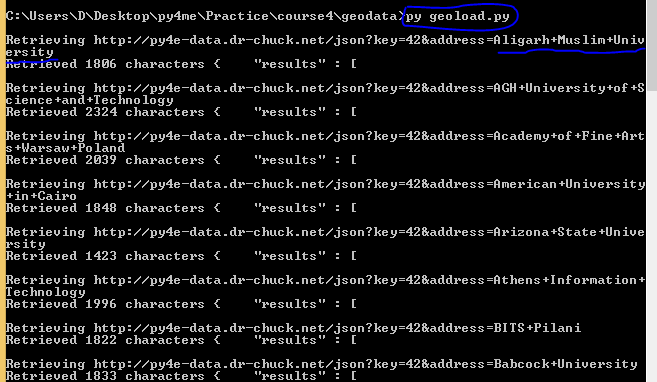 C:\Users\D\Desktop\py4me\Practice\course4\geodata>py geoload.py
Retrieving http://py4e-data.dr-chuck.net/json?key=42&address=Aligarh+Muslim+Univ
ersity
Retrieved 1806 characters {    "results" : [
Retrieving http://py4e-data.dr-chuck.net/json?key=42&address=AGH+University+of+S
cience+and+Technology
Retrieved 2324 characters {    "results" : [
Retrieving http://py4e-data.dr-chuck.net/json?key=42&address=Academy+of+Fine+Art
s+Warsaw+Poland
Retrieved 2039 characters {    "results" : [
Retrieving http://py4e-data.dr-chuck.net/json?key=42&address=American+University
+in+Cairo
Retrieved 1848 characters {    "results" : [
Retrieving http://py4e-data.dr-chuck.net/json?key=42&address=Arizona+State+Unive
rsity
Retrieved 1423 characters {    "results" : [
Retrieving http://py4e-data.dr-chuck.net/json?key=42&address=Athens+Information+
Technology
Retrieved 1996 characters {    "results" : [
Retrieving http://py4e-data.dr-chuck.net/json?key=42&address=BITS+Pilani
Retrieved 1822 characters {    "results" : [
Retrieving http://py4e-data.dr-chuck.net/json?key=42&address=Babcock+University
Retrieved 1833 characters {    "results" : [